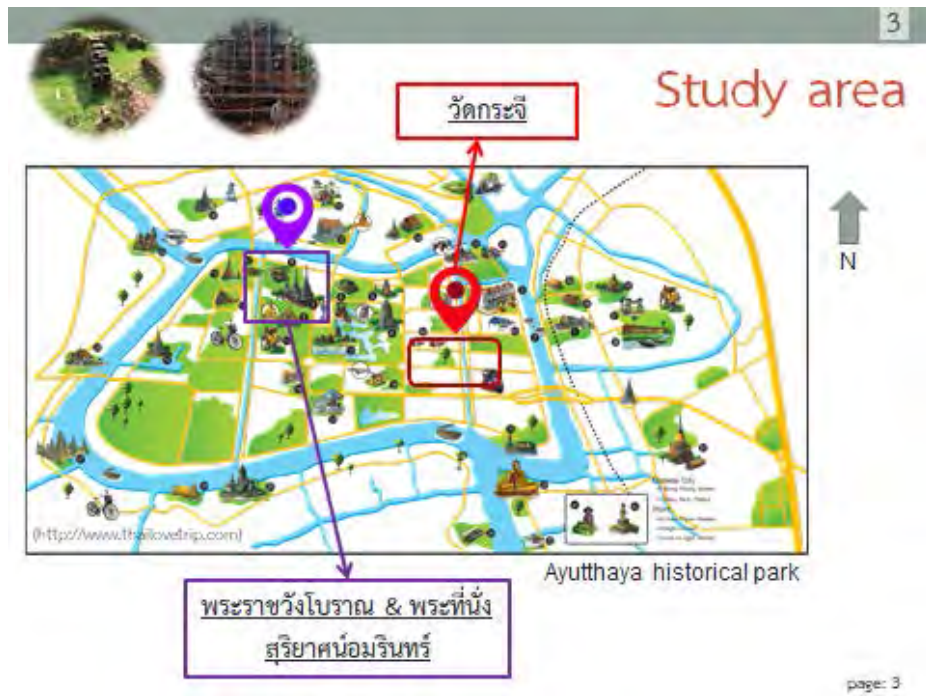 3
Study area
วัดกระจี
N
(http://www.thailovetrip.com)
Ayutthaya historical park
พระราชวังโบราณ & พระที่นั่ง
สุริยาศน์อมรินทร์
page: 3